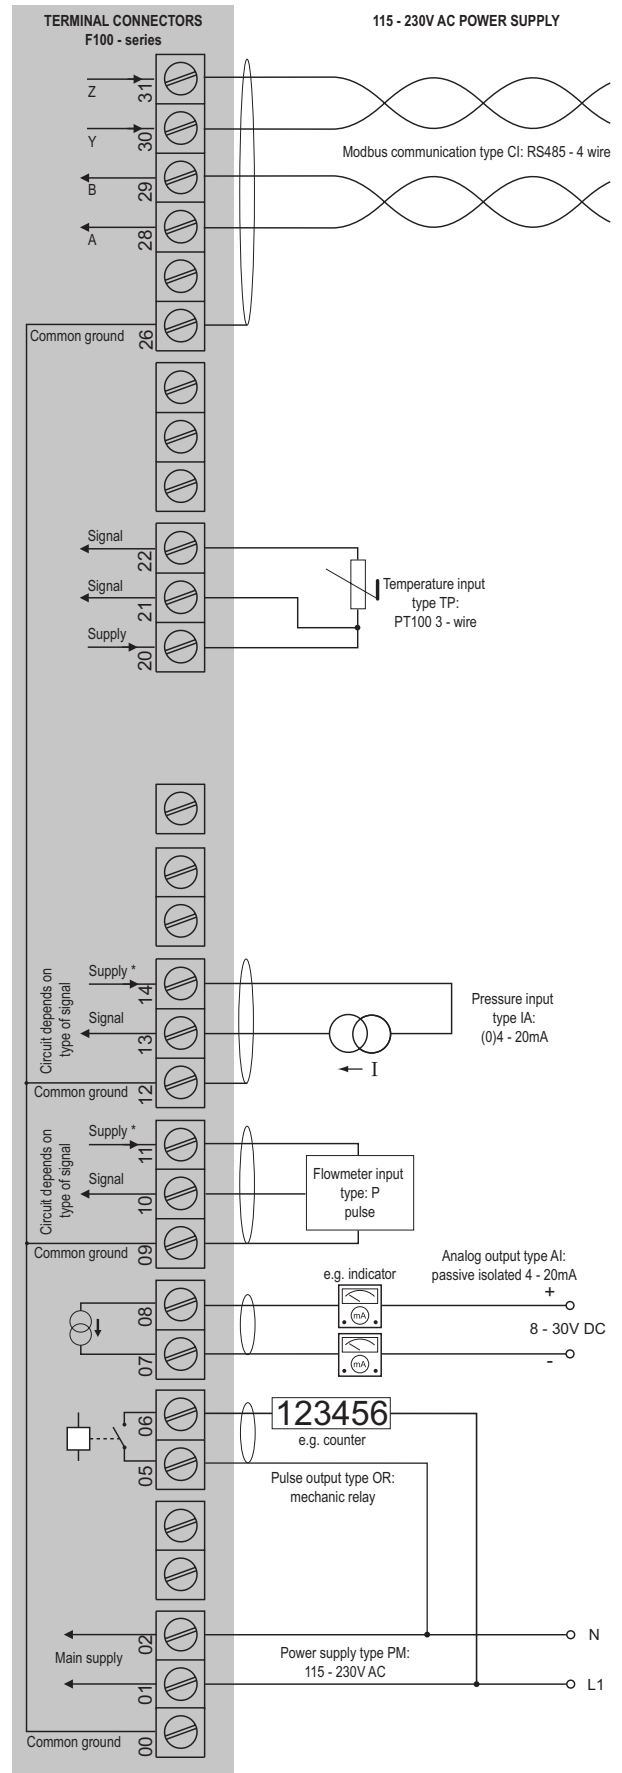 TERMINAL CONNECTORS
F100 - series
115 - 230V AC POWER SUPPLY
Z
31
Y
30
Modbus communication type CI: RS485 - 4 wire
B
29
A
28
Common ground
26
Signal
22
Signal
21
Supply
20
Temperature input
type TP:
PT100 3 - wire
Circuit depends on
type of signal
Supply *
14
Signal
13
Common ground
12
Pressure input
type IA:
(0)4 - 20mA
I
Circuit depends on
type of signal
Supply *
11
Signal
10
Common ground
09
Flowmeter input
type: P
pulse
Analog output type AI:
passive isolated 4 - 20mA
e.g. indicator
08
mA
+
8 - 30V DC
07
mA
-
06
123456
e.g. counter
05
Pulse output type OR:
mechanic relay
02
N
Main supply
Power supply type PM:
115 - 230V AC
01
L1
Common ground
00